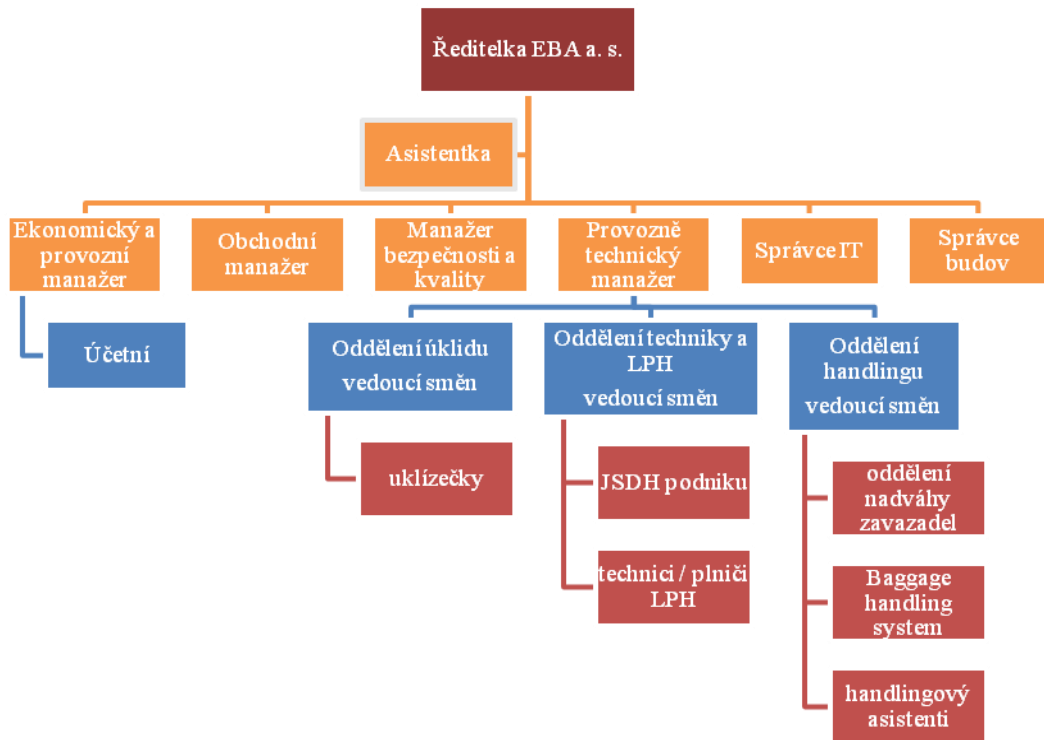 Ředitelka EBA a. s.
Asistentka
Ekonomický a
provozní
manažer
Obchodní
manažer
Manažer
bezpečnosti a
kvality
Provozně
technický
manažer
Správce IT
Správce
budov
Účetní
Oddělení úklidu
vedoucí směn
Oddělení techniky a
LPH
vedoucí směn
Oddělení
handlingu
vedoucí směn
uklízečky
JSDH podniku
technici / plniči
LPH
oddělení
nadváhy
zavazadel
Baggage
handling
system
handlingový
asistenti